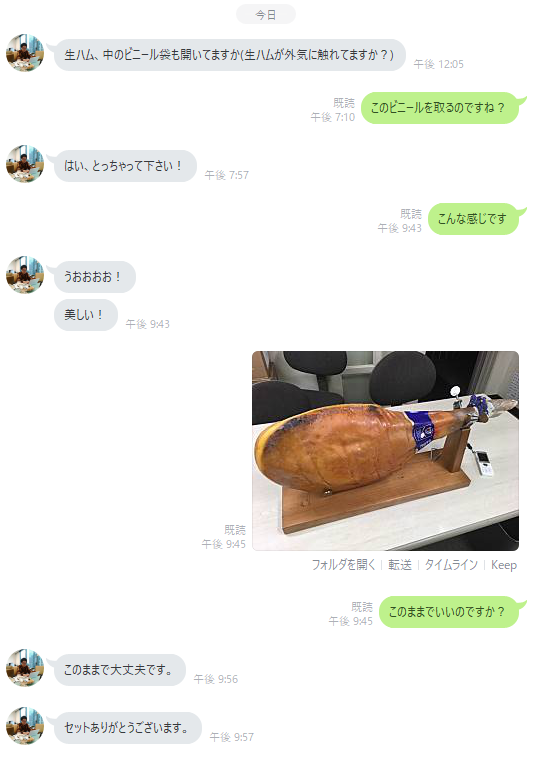 今日
生ハム、中のビニール袋も開いてますか(生ハムが外気に触れてますか？)
午後 12:05
既読
午後 7:10
このビニールを取るのですね？
はい、とっちゃって下さい！
午後 7:57
既読
午後 9:43
こんな感じです
うおおおお！
美しい！
午後 9:43
既読
午後 9:45
フォルダを開く | 転送 | タイムライン | Keep
既読
午後 9:45
このままでいいのですか？
このままで大丈夫です。
午後 9:56
セットありがとうございます。
午後 9:57